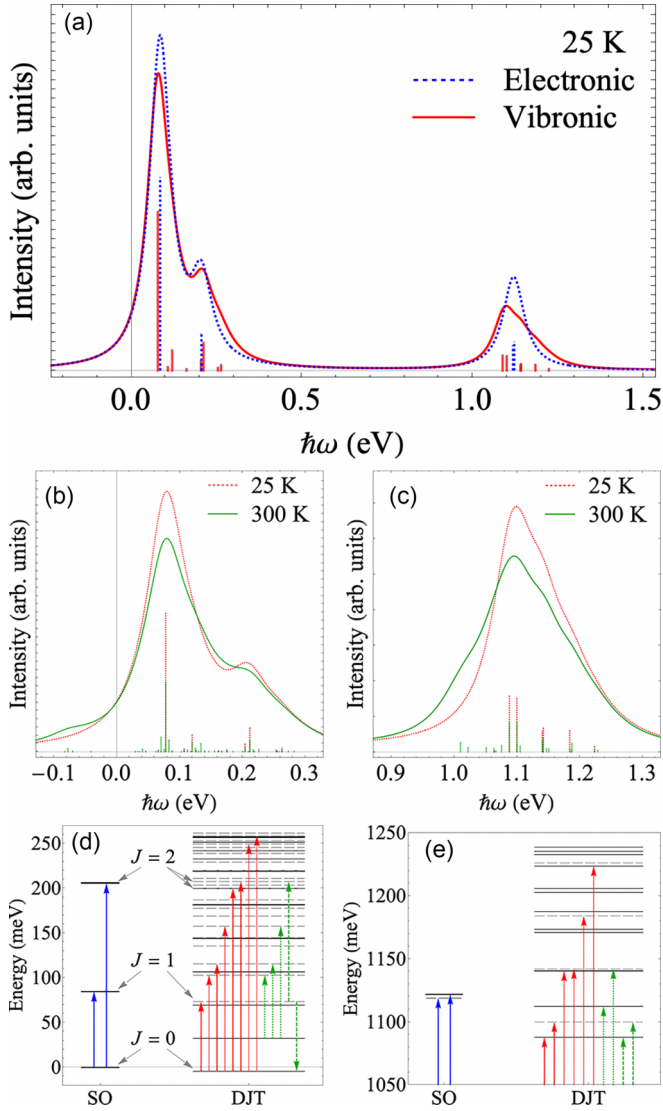 (a)
25 K
Electronic
Vibronic
Intensity (arb. units)
0.0 0.5 1.0 1.5
ℏω (eV)
(b)
25 K
300 K
Intensity (arb. units)
−0.1 0.0 0.1 0.2 0.3
ℏω (eV)
(c)
25 K
300 K
Intensity (arb. units)
0.9 1.0 1.1 1.2 1.3
ℏω (eV)
(d)
Energy (meV)
250
200
150
100
50
0
J = 2
J = 1
J = 0
SO DJT
(e)
Energy (meV)
1250
1200
1150
1100
1050
SO DJT